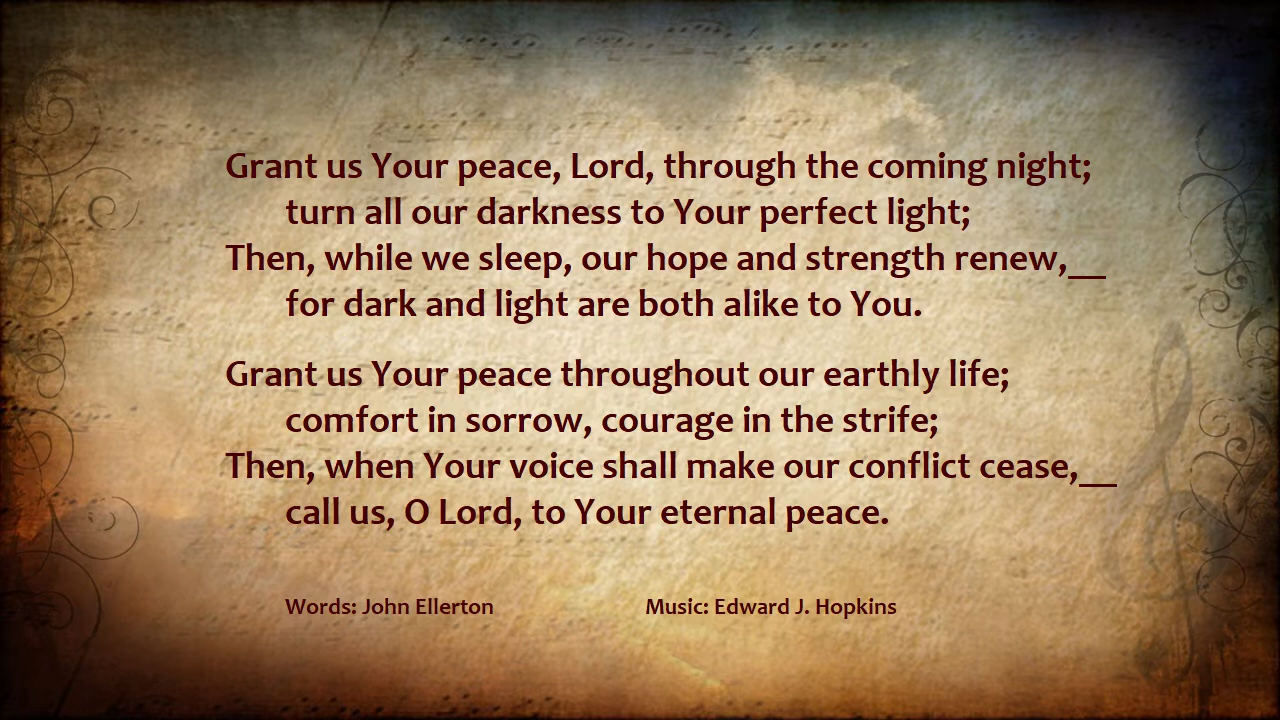 Grant us Your peace, Lord, through the coming night;
turn all our darkness to Your perfect light;
Then, while we sleep, our hope and strength renew,__
for dark and light are both alike to You.
Grant us Your peace throughout our earthly life;
comfort in sorrow, courage in the strife;
Then, when Your voice shall make our conflict cease,__
call us, O Lord, to Your eternal peace.
Words: John Ellerton Music: Edward J. Hopkins